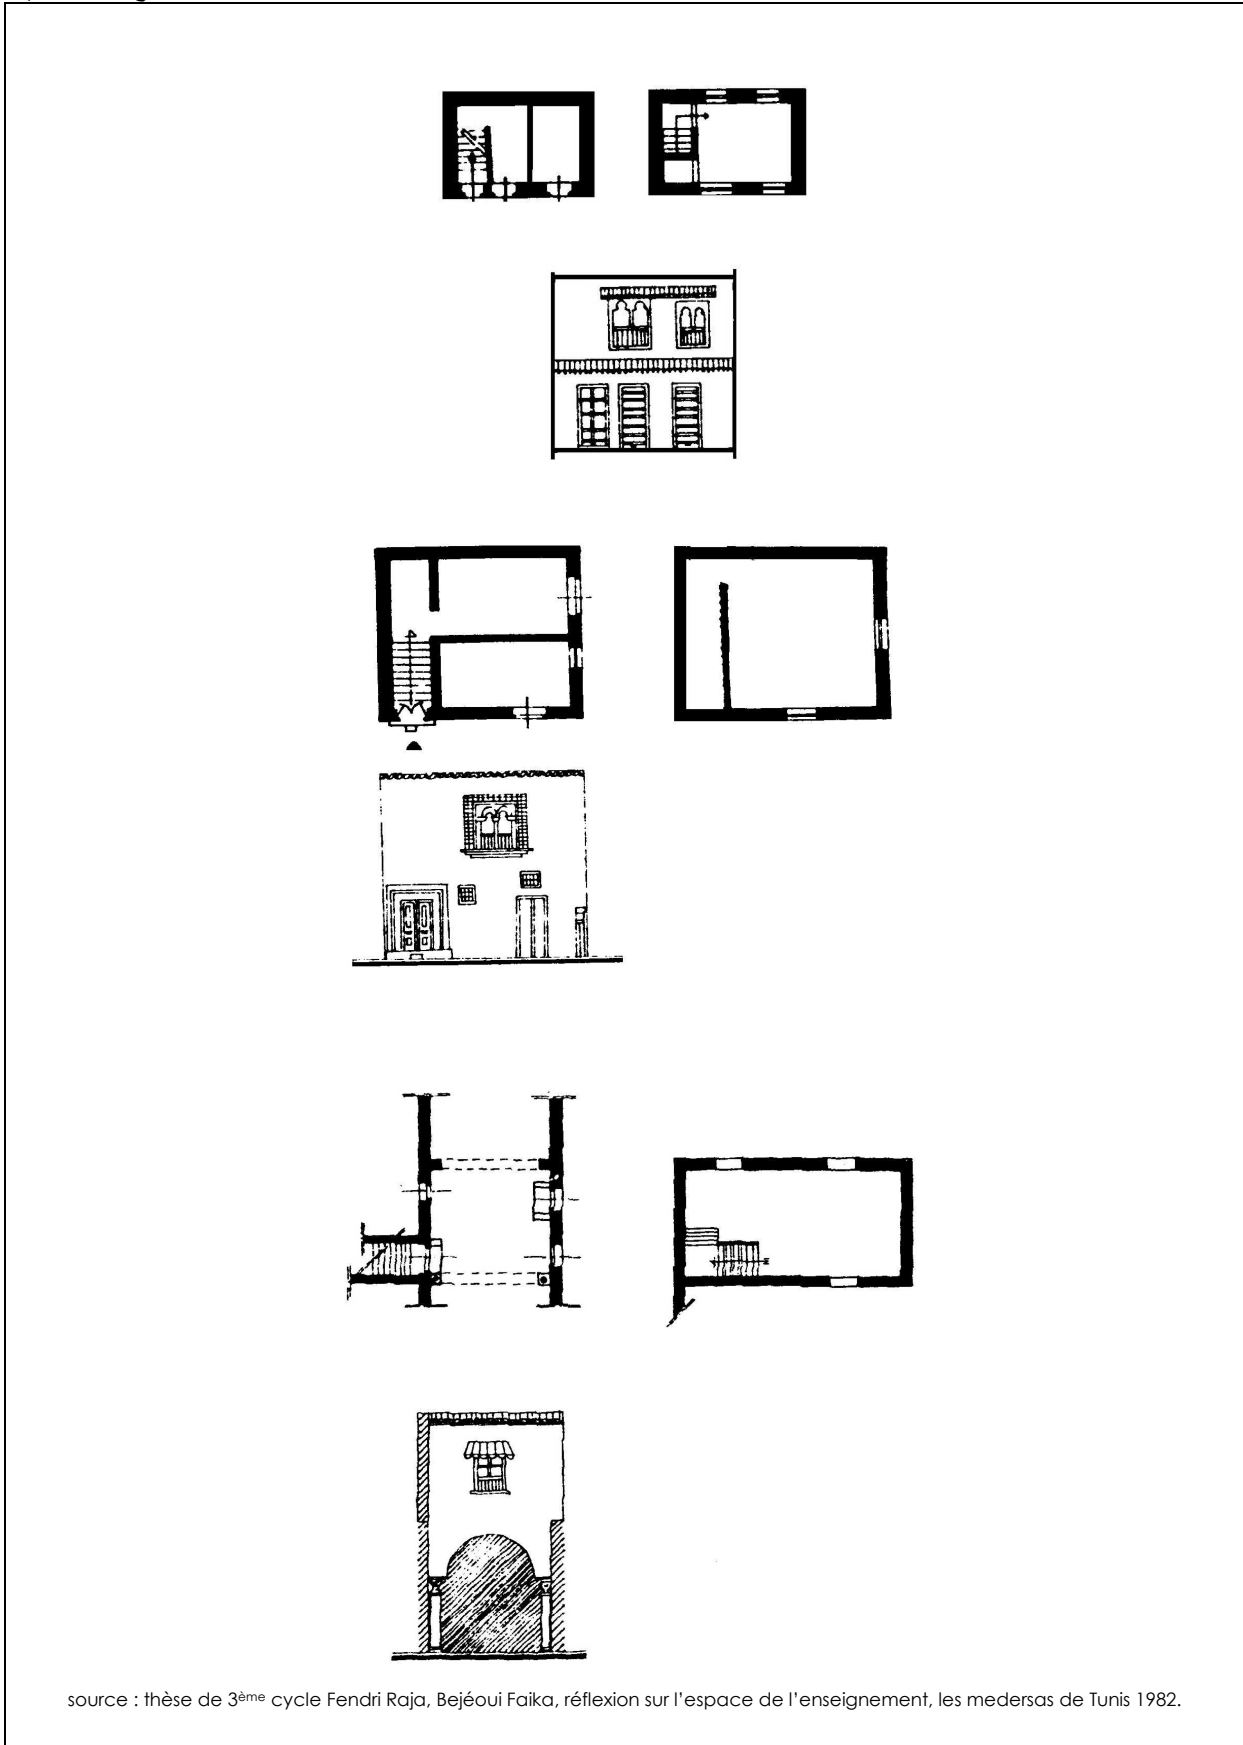 source : thèse de 3ème cycle Fendri Raja, Bejéoui Faika, réflexion sur l'espace de l'enseignement, les medersas de Tunis 1982.